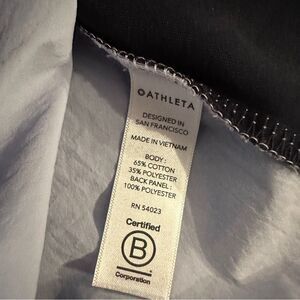 ATHLETA
DESIGNED IN
SAN FRANCISCO
MADE IN VIETNAM
BODY:
65% COTTON
35% POLYESTER
BACK PANEL:
100% POLYESTER
RN 54023
Certified
B
Corporation